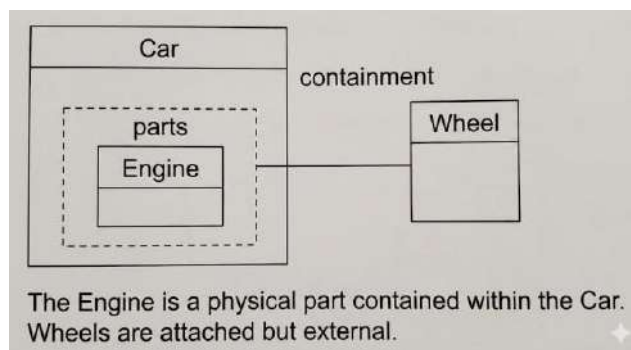 Car
containment
parts
Wheel
Engine
The Engine is a physical part contained within the Car.
Wheels are attached but external.